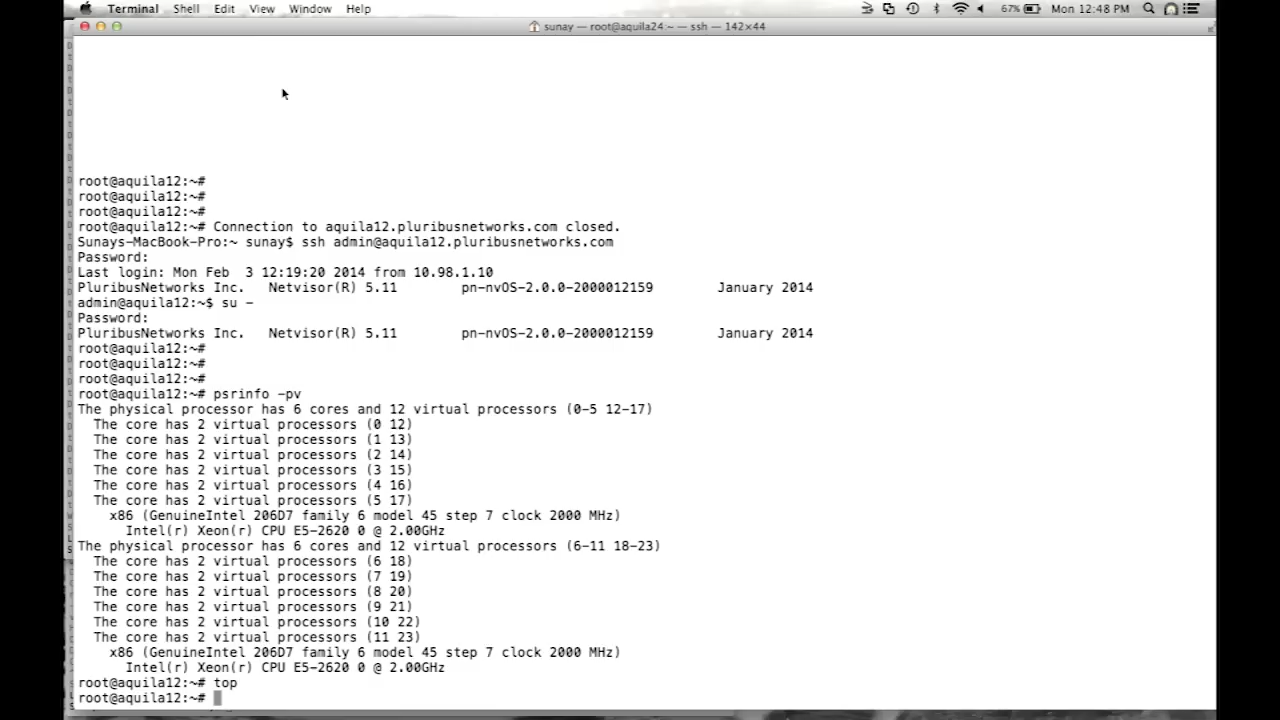 Terminal Shell Edit View Window Help 67% Mon 12:48 PM
sunay — root@aquila24:~ — ssh — 142×44
root@aquila12:~#
root@aquila12:~#
root@aquila12:~#
root@aquila12:~# Connection to aquila12.pluribusnetworks.com closed.
Sunays-MacBook-Pro:~ sunay$ ssh admin@aquila12.pluribusnetworks.com
Password:
Last login: Mon Feb  3 12:19:20 2014 from 10.98.1.10
PluribusNetworks Inc.   Netvisor(R) 5.11        pn-nvOS-2.0.0-2000012159        January 2014
admin@aquila12:~$ su -
Password:
PluribusNetworks Inc.   Netvisor(R) 5.11        pn-nvOS-2.0.0-2000012159        January 2014
root@aquila12:~#
root@aquila12:~#
root@aquila12:~#
root@aquila12:~# psrinfo -pv
The physical processor has 6 cores and 12 virtual processors (0-5 12-17)
  The core has 2 virtual processors (0 12)
  The core has 2 virtual processors (1 13)
  The core has 2 virtual processors (2 14)
  The core has 2 virtual processors (3 15)
  The core has 2 virtual processors (4 16)
  The core has 2 virtual processors (5 17)
    x86 (GenuineIntel 206D7 family 6 model 45 step 7 clock 2000 MHz)
      Intel(r) Xeon(r) CPU E5-2620 0 @ 2.00GHz
The physical processor has 6 cores and 12 virtual processors (6-11 18-23)
  The core has 2 virtual processors (6 18)
  The core has 2 virtual processors (7 19)
  The core has 2 virtual processors (8 20)
  The core has 2 virtual processors (9 21)
  The core has 2 virtual processors (10 22)
  The core has 2 virtual processors (11 23)
    x86 (GenuineIntel 206D7 family 6 model 45 step 7 clock 2000 MHz)
      Intel(r) Xeon(r) CPU E5-2620 0 @ 2.00GHz
root@aquila12:~# top
root@aquila12:~#